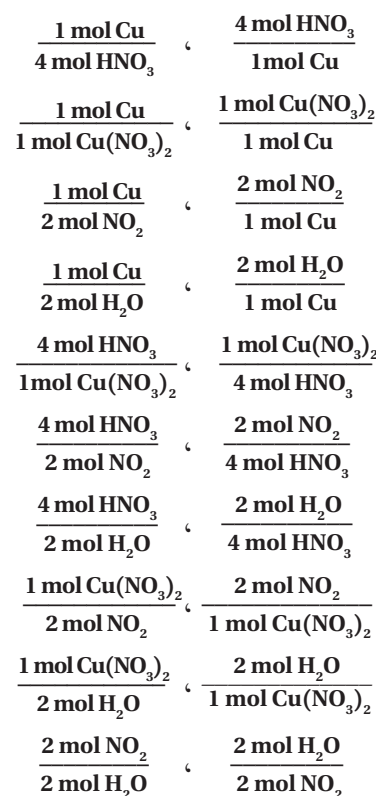 1 mol Cu / 4 mol HNO₃ ، 4 mol HNO₃ / 1mol Cu
1 mol Cu / 1 mol Cu(NO₃)₂ ، 1 mol Cu(NO₃)₂ / 1 mol Cu
1 mol Cu / 2 mol NO₂ ، 2 mol NO₂ / 1 mol Cu
1 mol Cu / 2 mol H₂O ، 2 mol H₂O / 1 mol Cu
4 mol HNO₃ / 1mol Cu(NO₃)₂ ، 1 mol Cu(NO₃)₂ / 4 mol HNO₃
4 mol HNO₃ / 2 mol NO₂ ، 2 mol NO₂ / 4 mol HNO₃
4 mol HNO₃ / 2 mol H₂O ، 2 mol H₂O / 4 mol HNO₃
1 mol Cu(NO₃)₂ / 2 mol NO₂ ، 2 mol NO₂ / 1 mol Cu(NO₃)₂
1 mol Cu(NO₃)₂ / 2 mol H₂O ، 2 mol H₂O / 1 mol Cu(NO₃)₂
2 mol NO₂ / 2 mol H₂O ، 2 mol H₂O / 2 mol NO₂